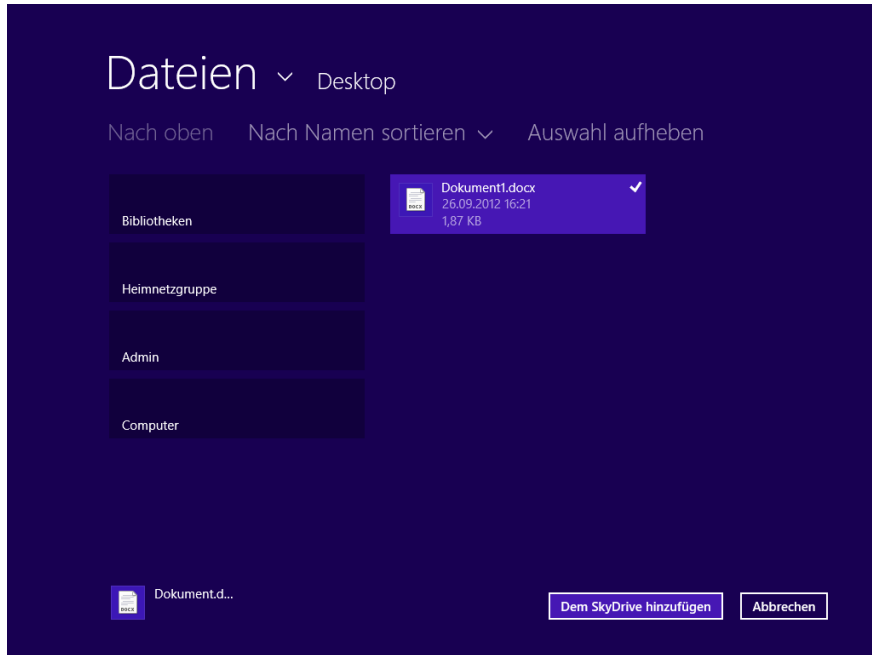 Dateien Desktop
Nach oben Nach Namen sortieren Auswahl aufheben
Dokument1.docx
26.09.2012 16:21
1,87 KB
DOCX
Bibliotheken
Heimnetzgruppe
Admin
Computer
DOCX
Dokument.d...
Dem SkyDrive hinzufügen
Abbrechen